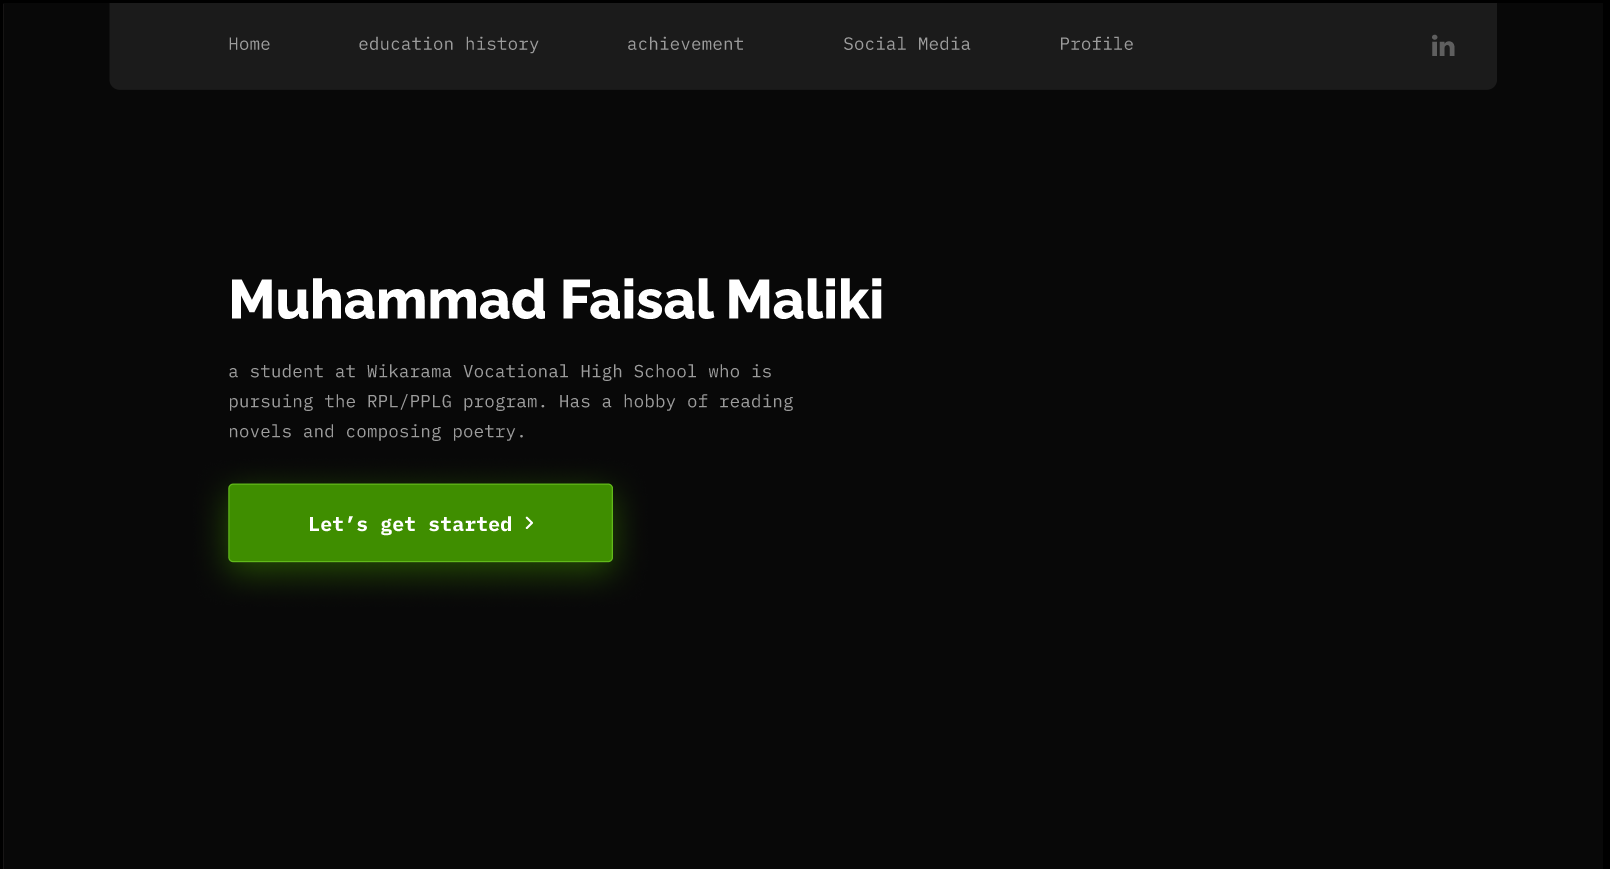 Home education history achievement Social Media Profile in
Muhammad Faisal Maliki
a student at Wikarama Vocational High School who is
pursuing the RPL/PPLG program. Has a hobby of reading
novels and composing poetry.
Let’s get started >